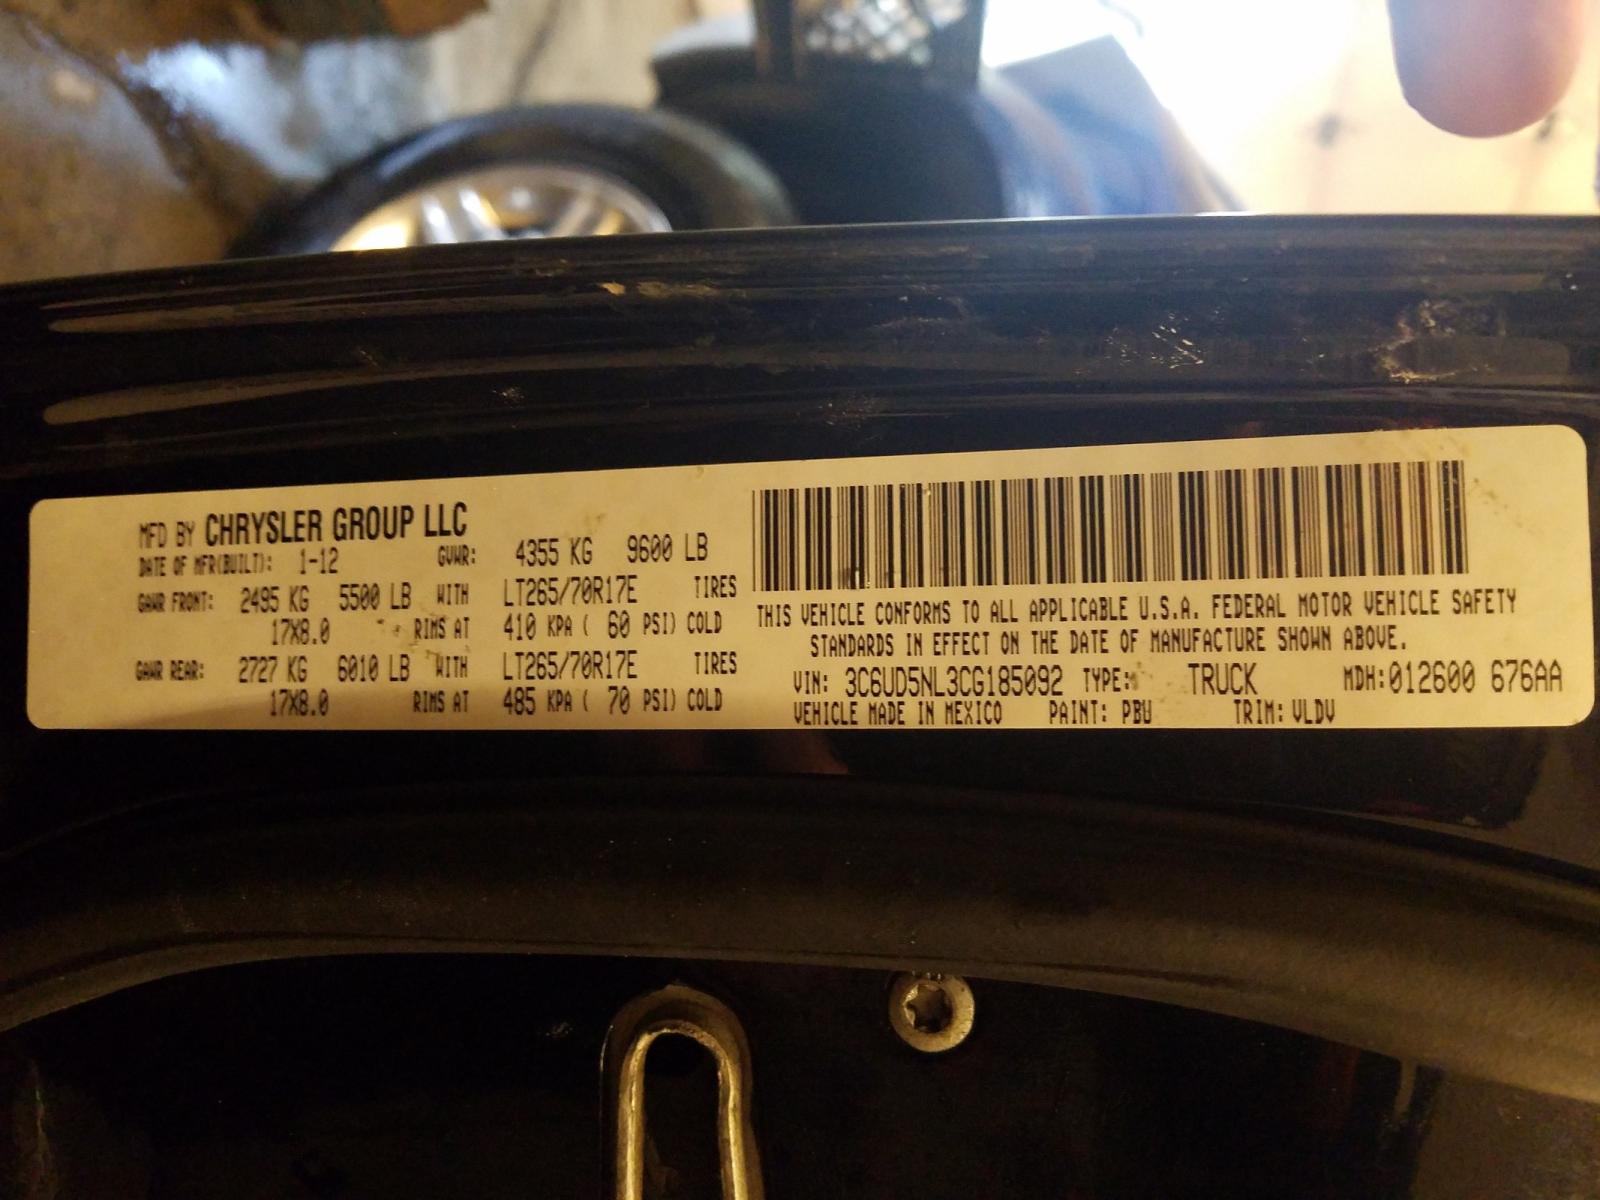 MFD BY CHRYSLER GROUP LLC
DATE OF MFR(BUILT): 1-12 GVWR: 4355 KG 9600 LB
GAWR FRONT: 2495 KG 5500 LB WITH LT265/70R17E TIRES
17X8.0 RIMS AT 410 KPA ( 60 PSI) COLD
GAWR REAR: 2727 KG 6010 LB WITH LT265/70R17E TIRES
17X8.0 RIMS AT 485 KPA ( 70 PSI) COLD
THIS VEHICLE CONFORMS TO ALL APPLICABLE U.S.A. FEDERAL MOTOR VEHICLE SAFETY
STANDARDS IN EFFECT ON THE DATE OF MANUFACTURE SHOWN ABOVE.
VIN: 3C6UD5NL3CG185092 TYPE: TRUCK MDH:012600 676AA
VEHICLE MADE IN MEXICO PAINT: PBU TRIM: VLDV